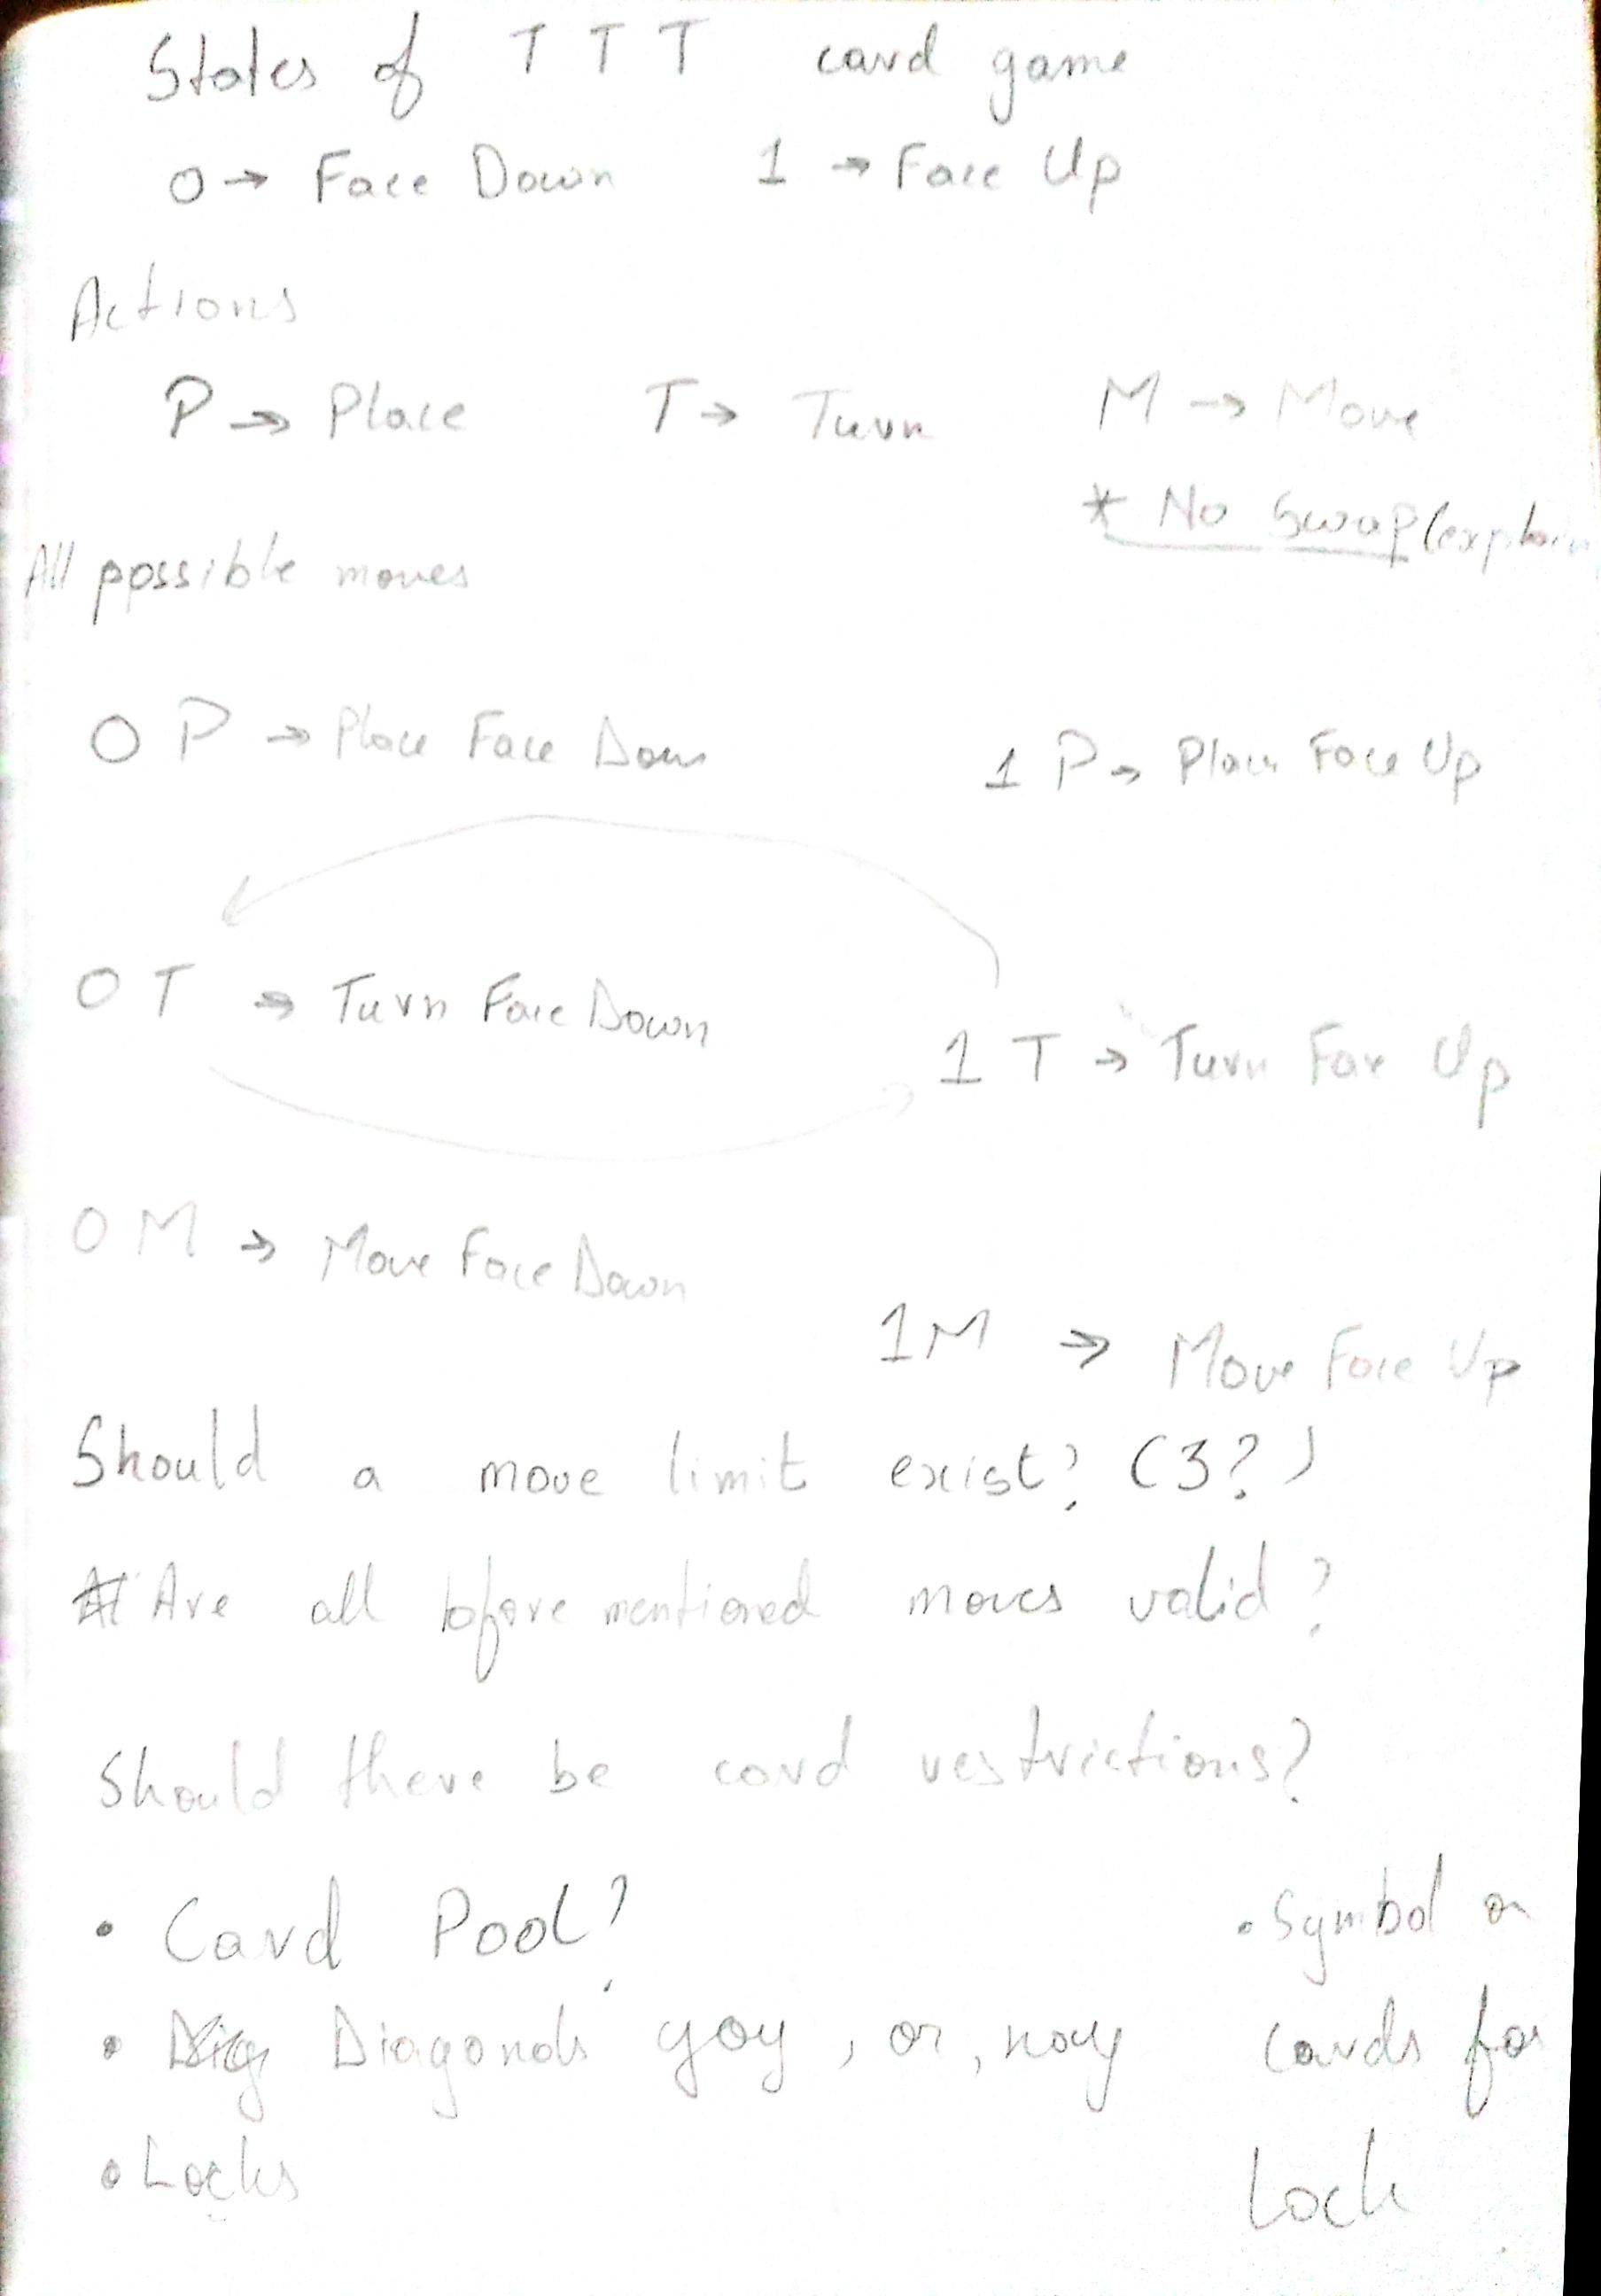 States of T T T card game
0 → Face Down 1 → Face Up
Actions
P → Place T → Turn M → Move
* No Swap (explain
All possible moves
0 P → Place Face Down 1 P → Place Face Up
0 T → Turn Face Down
1 T → Turn Face Up
0 M → Move Face Down
1 M → Move Face Up
Should a move limit exist? (3?)
Are all before mentioned moves valid?
Should there be card restrictions?
• Card Pool?
• Diagonals yay, or, nay
• Locks
• Symbol on
cards for
Lock